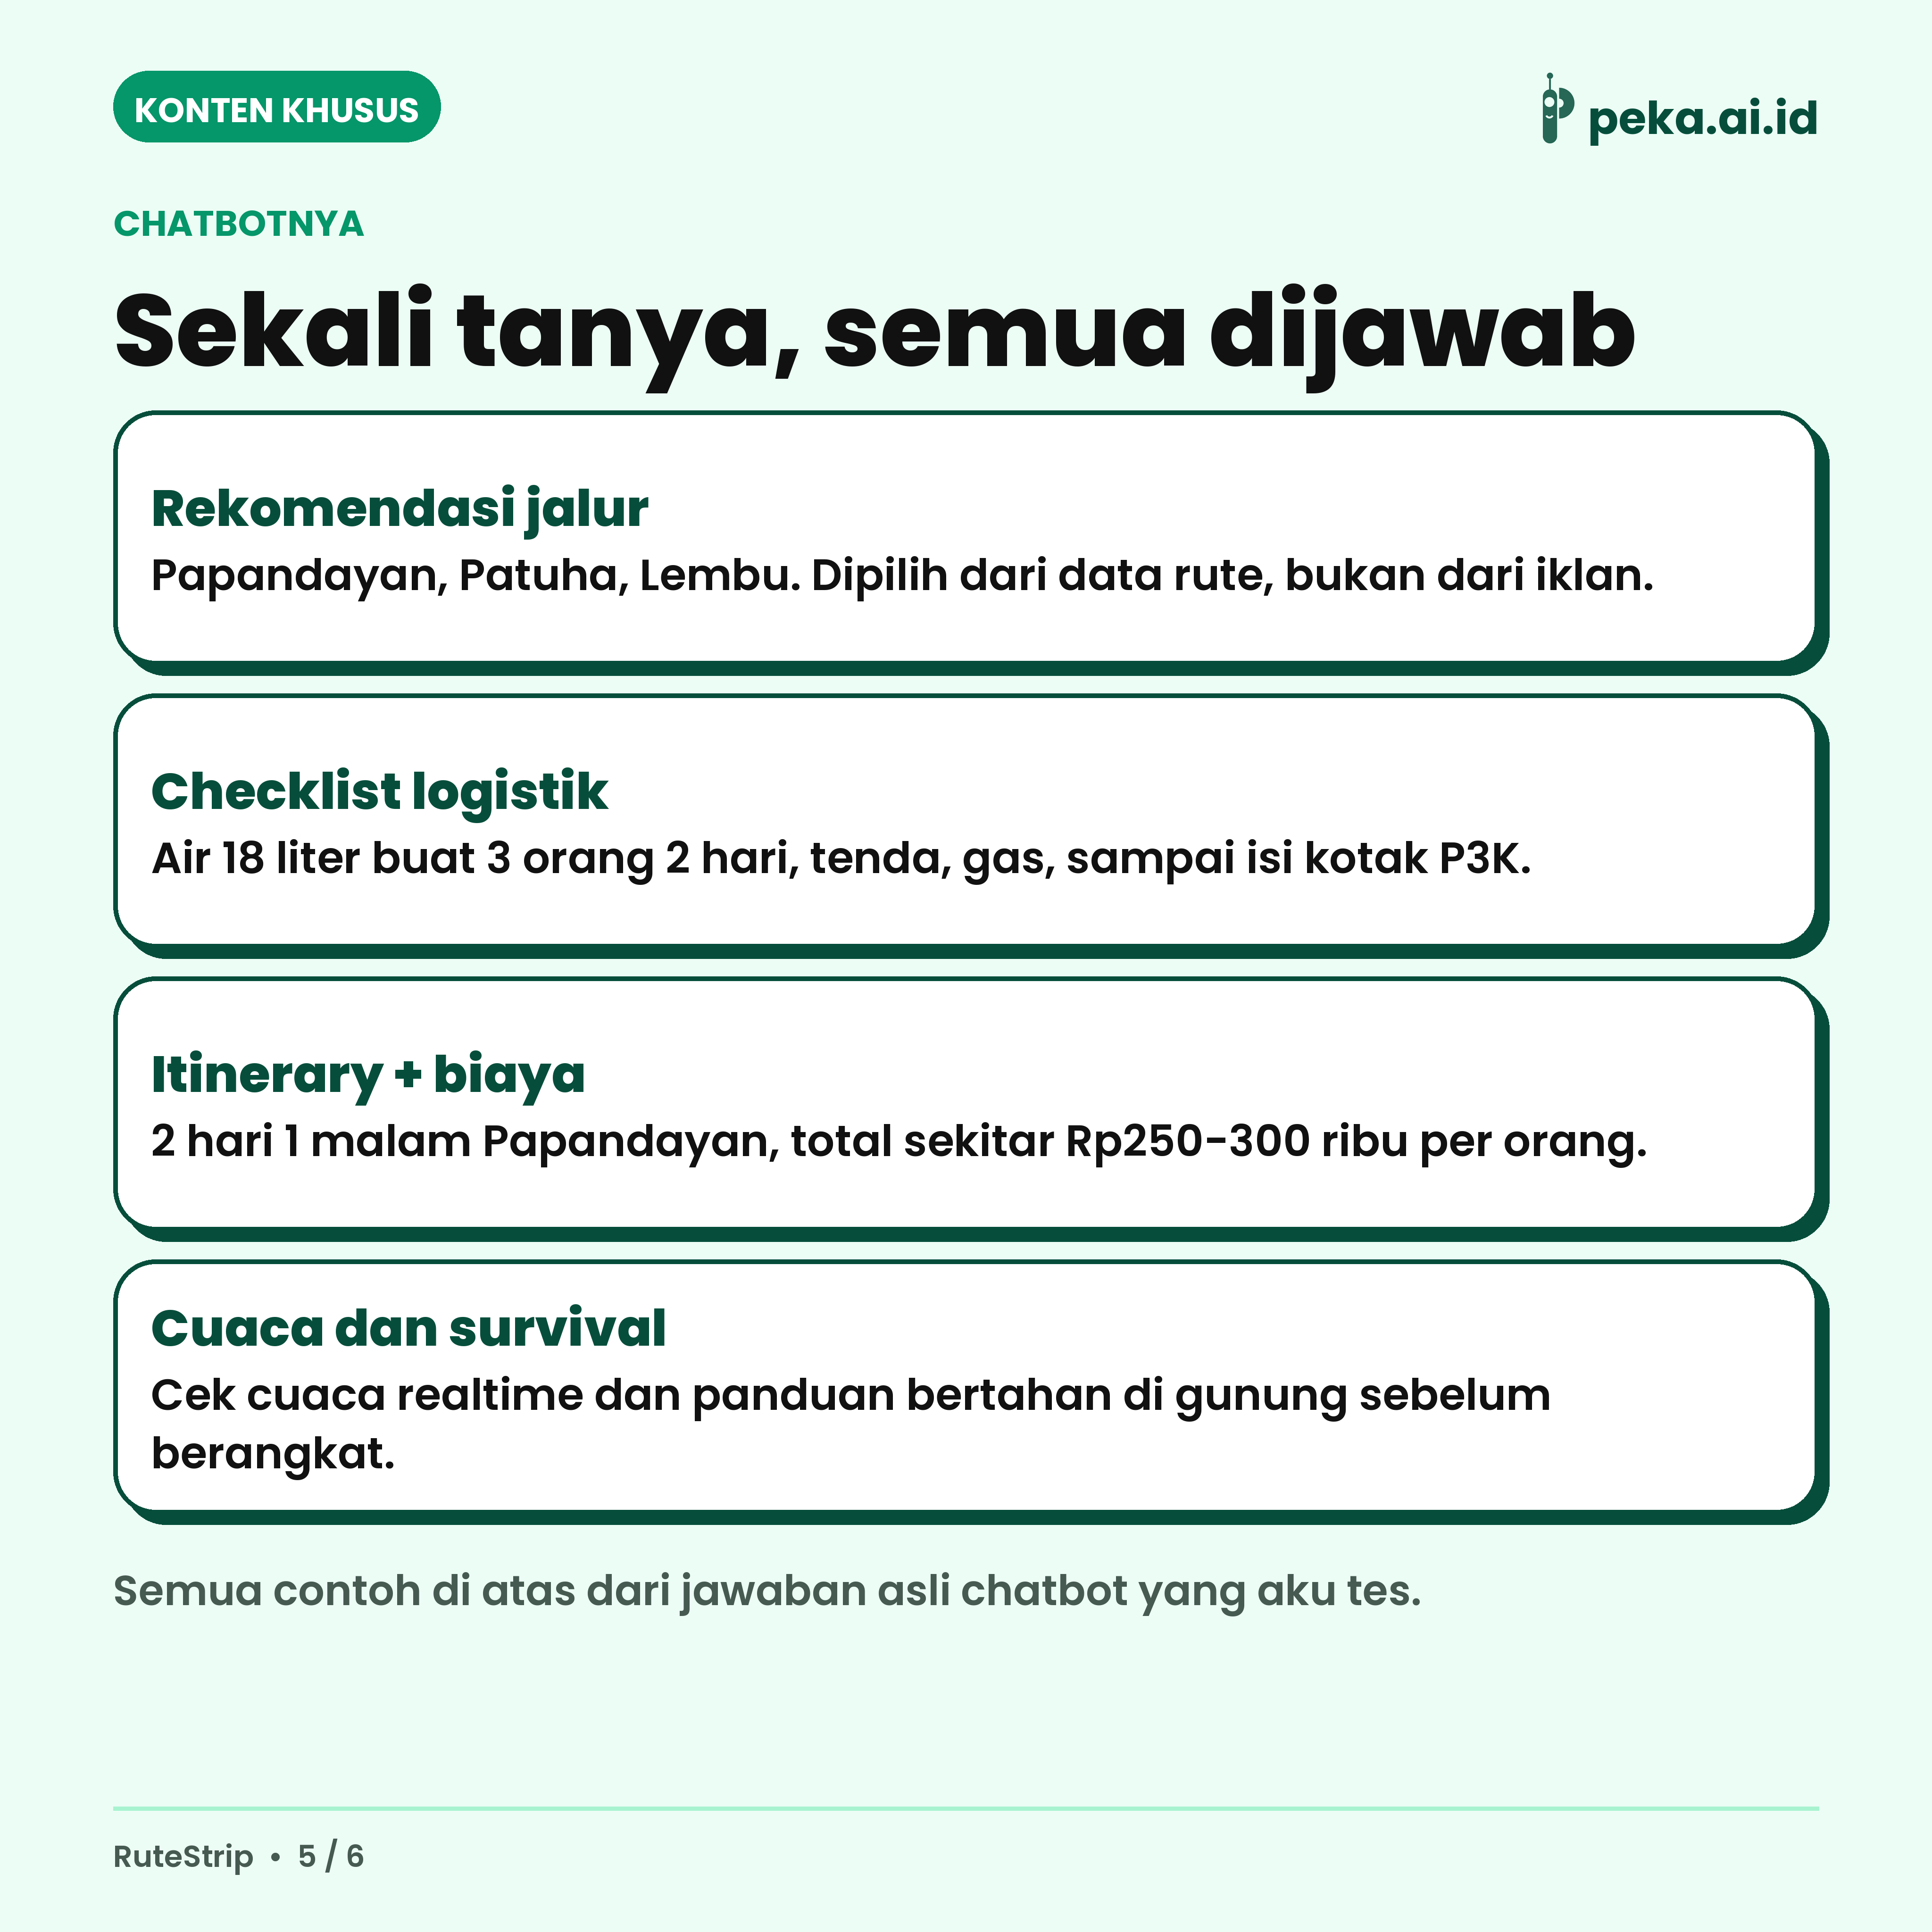 KONTEN KHUSUS
peka.ai.id
CHATBOTNYA
Sekali tanya, semua dijawab
Rekomendasi jalur
Papandayan, Patuha, Lembu. Dipilih dari data rute, bukan dari iklan.
Checklist logistik
Air 18 liter buat 3 orang 2 hari, tenda, gas, sampai isi kotak P3K.
Itinerary + biaya
2 hari 1 malam Papandayan, total sekitar Rp250-300 ribu per orang.
Cuaca dan survival
Cek cuaca realtime dan panduan bertahan di gunung sebelum
berangkat.
Semua contoh di atas dari jawaban asli chatbot yang aku tes.
RuteStrip • 5 / 6